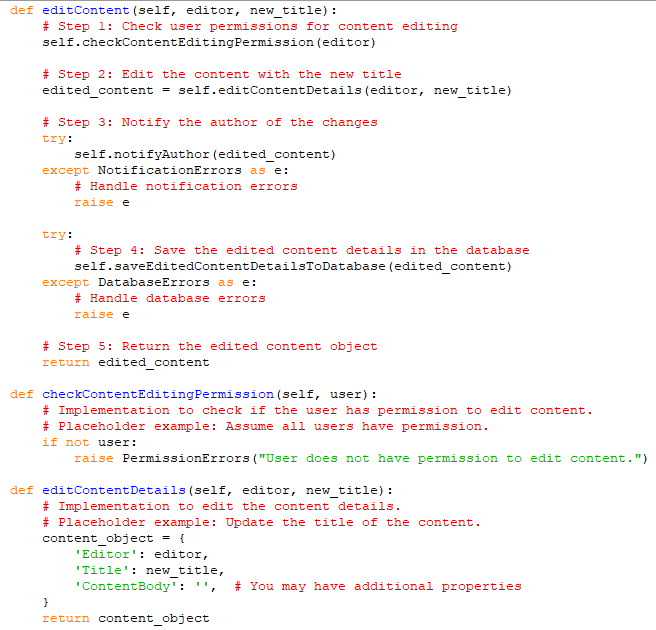 def editContent(self, editor, new_title):
    # Step 1: Check user permissions for content editing
    self.checkContentEditingPermission(editor)

    # Step 2: Edit the content with the new title
    edited_content = self.editContentDetails(editor, new_title)

    # Step 3: Notify the author of the changes
    try:
        self.notifyAuthor(edited_content)
    except NotificationErrors as e:
        # Handle notification errors
        raise e

    try:
        # Step 4: Save the edited content details in the database
        self.saveEditedContentDetailsToDatabase(edited_content)
    except DatabaseErrors as e:
        # Handle database errors
        raise e

    # Step 5: Return the edited content object
    return edited_content

def checkContentEditingPermission(self, user):
    # Implementation to check if the user has permission to edit content.
    # Placeholder example: Assume all users have permission.
    if not user:
        raise PermissionErrors("User does not have permission to edit content.")

def editContentDetails(self, editor, new_title):
    # Implementation to edit the content details.
    # Placeholder example: Update the title of the content.
    content_object = {
        'Editor': editor,
        'Title': new_title,
        'ContentBody': '',  # You may have additional properties
    }
    return content_object